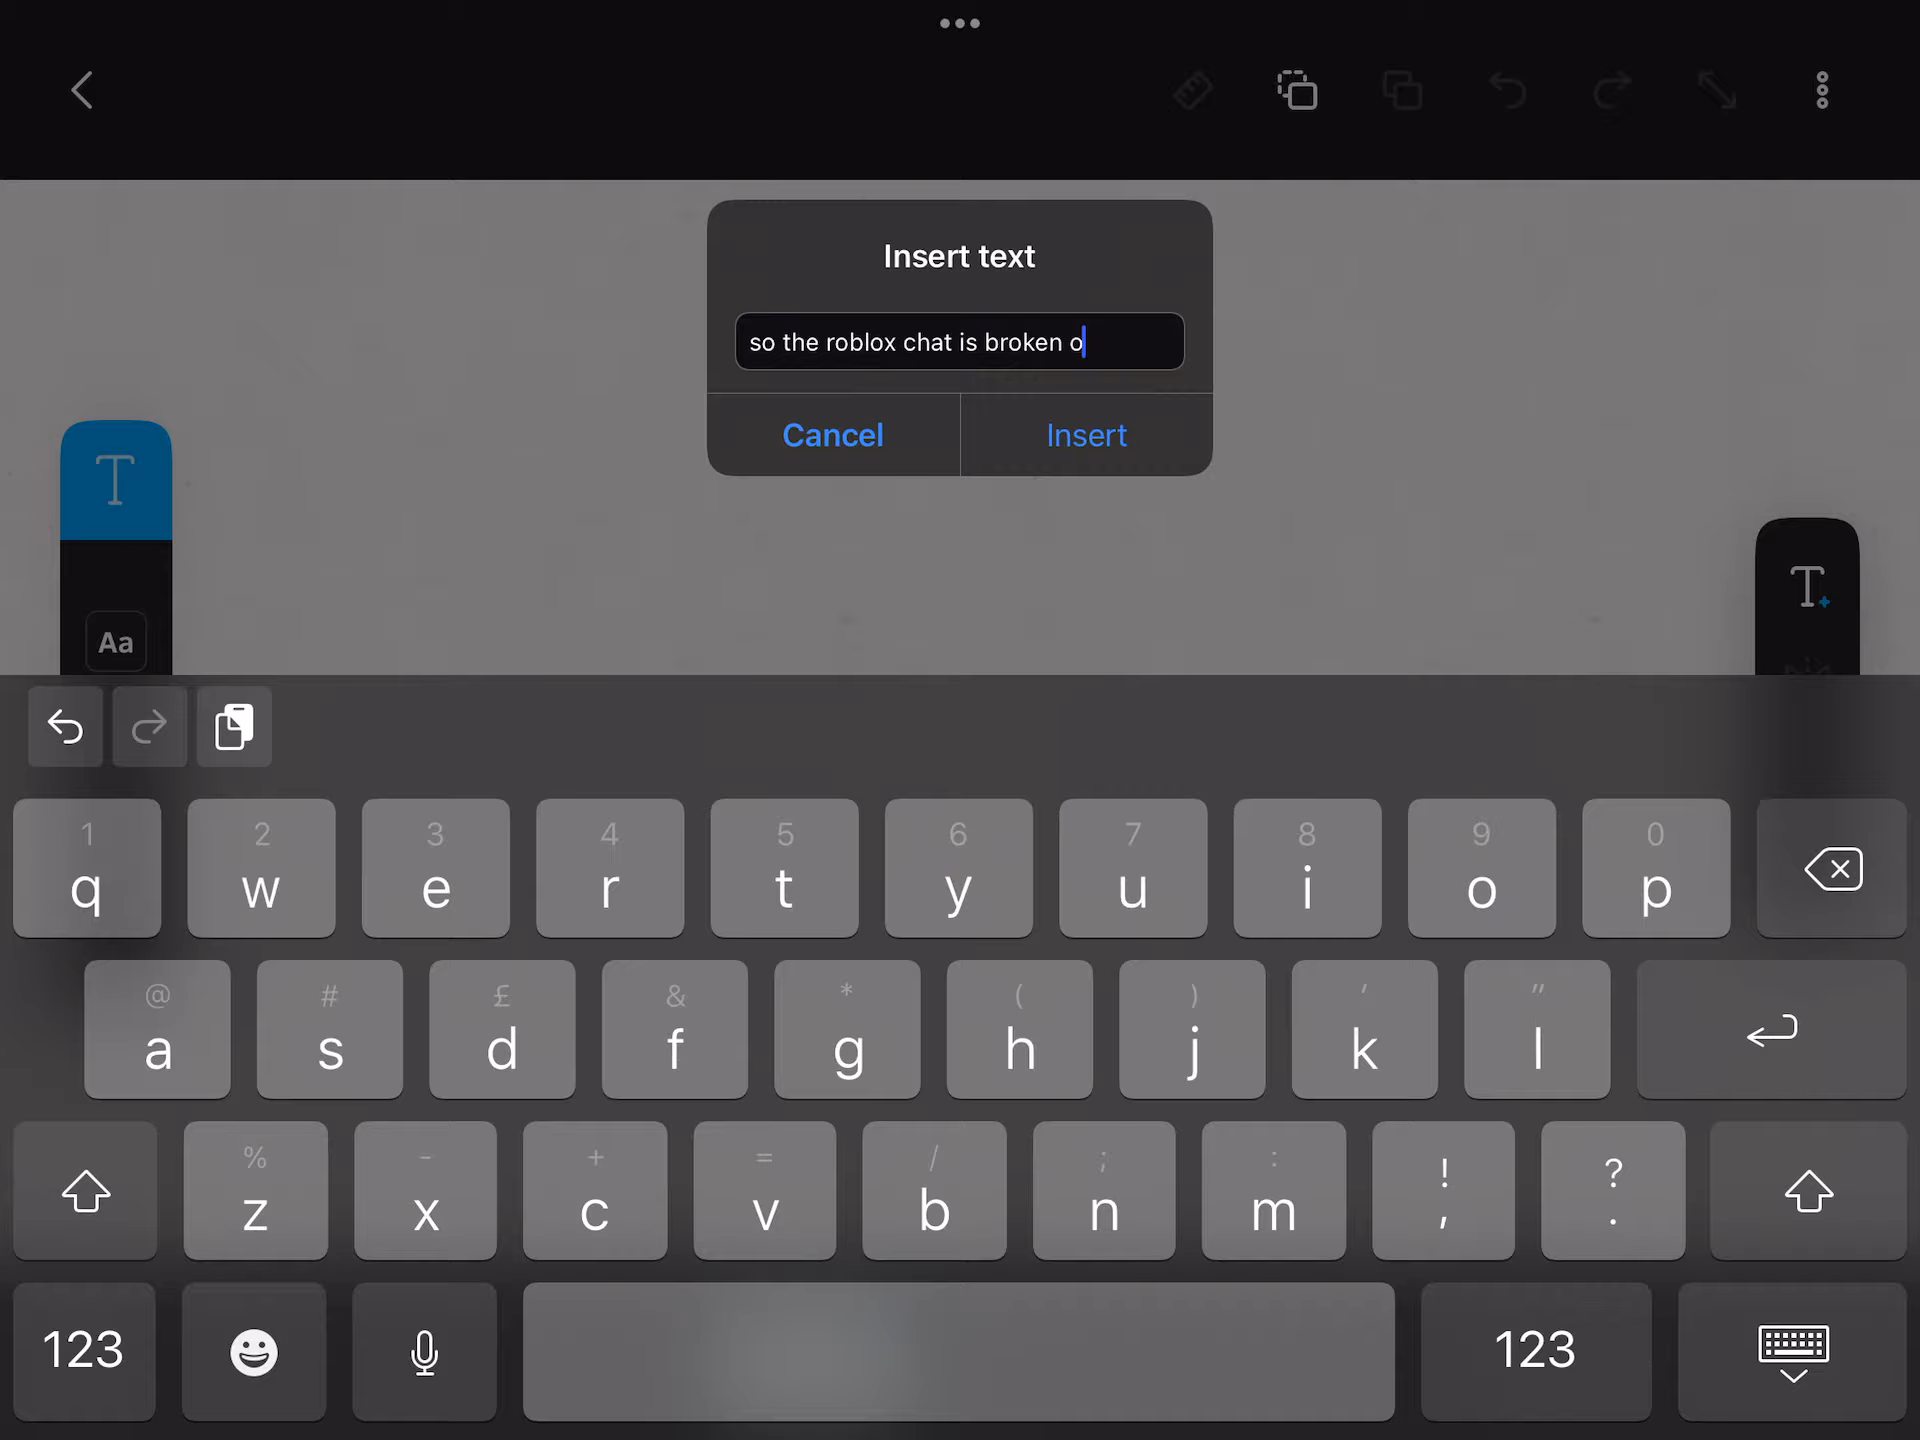 Insert text
so the roblox chat is broken o
Cancel Insert
T
Aa
T
1 2 3 4 5 6 7 8 9 0
q w e r t y u i o p
@ # £ & * ( ) ' "
a s d f g h j k l
% - + = / ; : ! ?
z x c v b n m , .
123 123